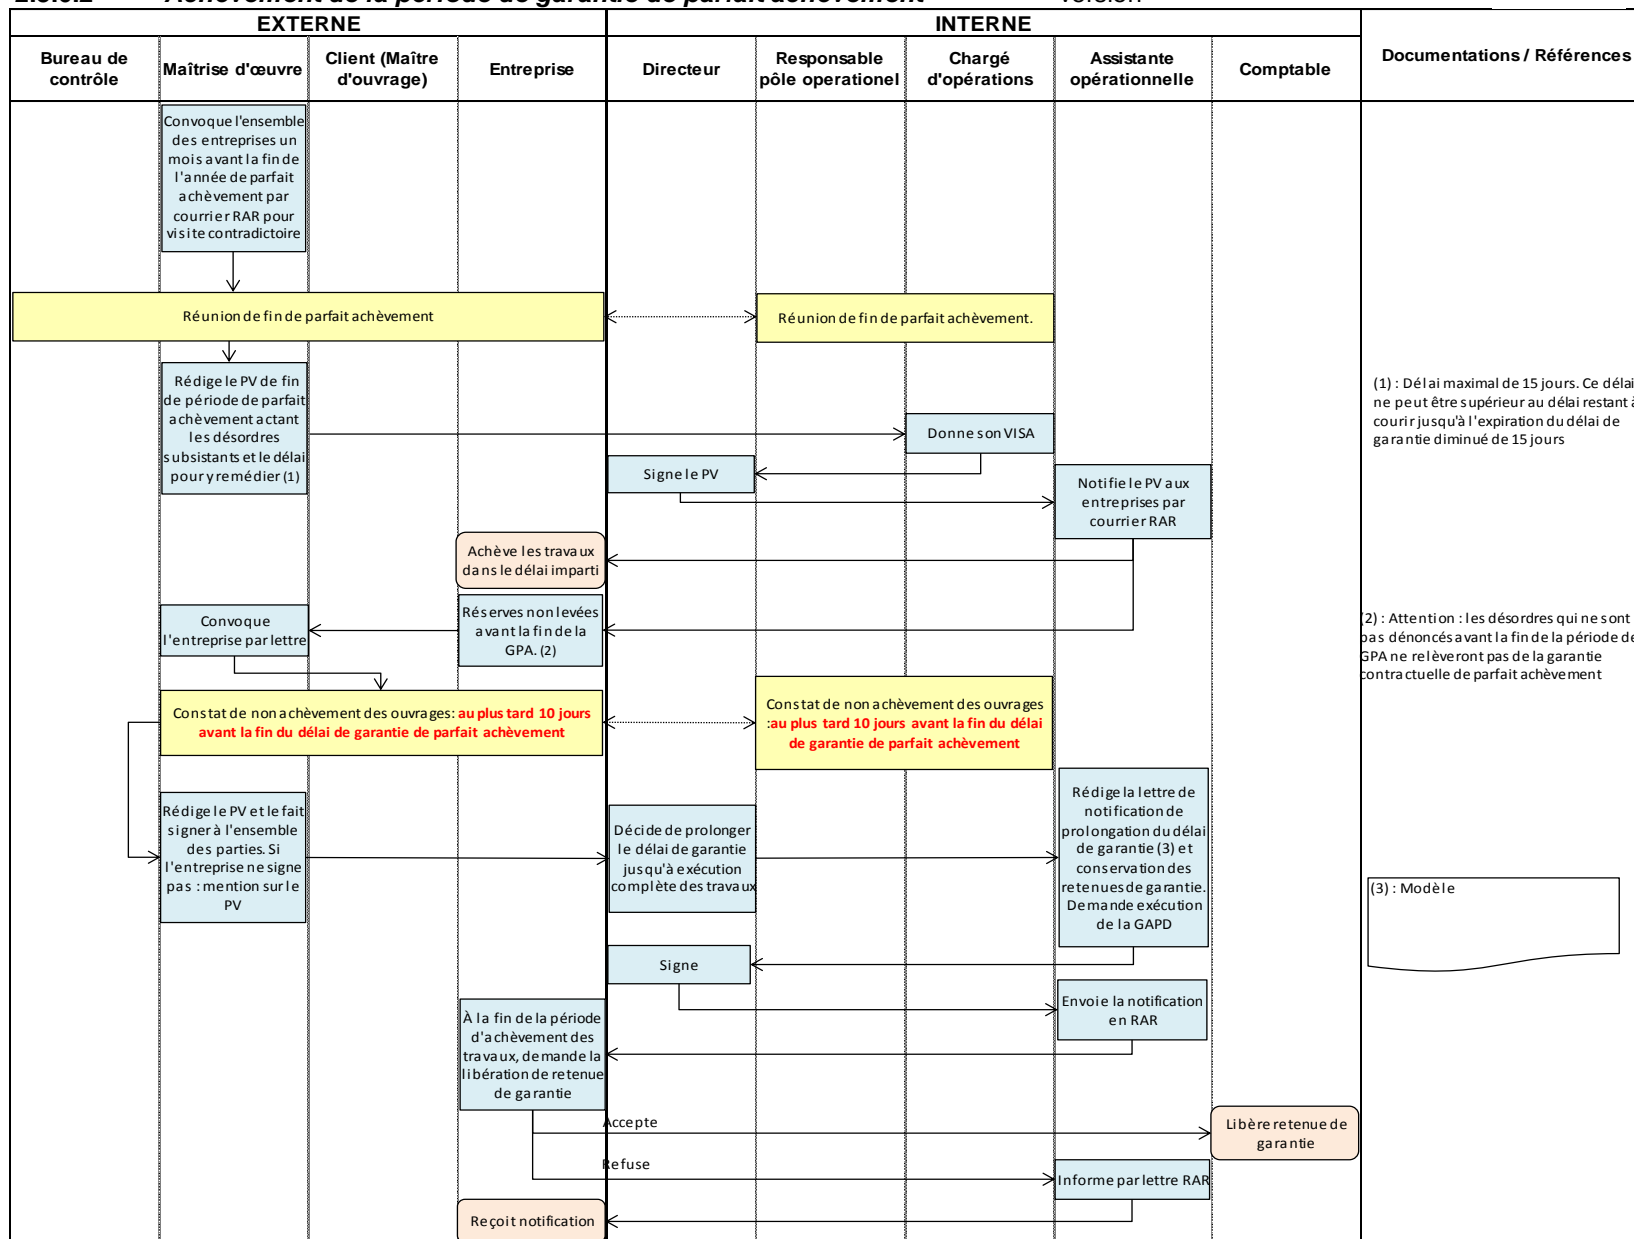 Achèvement de la période de garantie de parfait achèvement
EXTERNE
INTERNE
Bureau de
contrôle
Maîtrise d'œuvre
Client (Maître
d'ouvrage)
Entreprise
Directeur
Responsable
pôle operationel
Chargé
d'opérations
Assistante
opérationnelle
Comptable
Documentations / Références
Convoque l'ensemble
des entreprises un
mois avant la fin de
l'année de parfait
achèvement par
courrier RAR pour
visite contradictoire
Réunion de fin de parfait achèvement
Réunion de fin de parfait achèvement.
Rédige le PV de fin
de période de parfait
achèvement actant
les désordres
subsistants et le délai
pour y remédier (1)
(1) : Délai maximal de 15 jours. Ce délai
ne peut être supérieur au délai restant
courir jusqu'à l'expiration du délai de
garantie diminué de 15 jours
Donne son VISA
Signe le PV
Notifie le PV aux
entreprises par
courrier RAR
Achève les travaux
dans le délai imparti
Convoque
l'entreprise par lettre
Réserves non levées
avant la fin de la
GPA. (2)
(2) : Attention : les désordres qui ne sont
pas dénoncés avant la fin de la période de
GPA ne relèveront pas de la garantie
contractuelle de parfait achèvement
Constat de non achèvement des ouvrages: au plus tard 10 jours
avant la fin du délai de garantie de parfait achèvement
Constat de non achèvement des ouvrages
:au plus tard 10 jours avant la fin du délai
de garantie de parfait achèvement
Rédige le PV et le fait
signer à l'ensemble
des parties. Si
l'entreprise ne signe
pas : mention sur le
PV
Décide de prolonger
le délai de garantie
jusqu'à exécution
complète des travaux
Rédige la lettre de
notification de
prolongation du délai
de garantie (3) et
conservation des
retenues de garantie.
Demande exécution
de la GAPD
(3) : Modèle
Signe
Envoie la notification
en RAR
À la fin de la période
d'achèvement des
travaux, demande la
libération de retenue
de garantie
Accepte
Libère retenue de
garantie
Refuse
Informe par lettre RAR
Reçoit notification